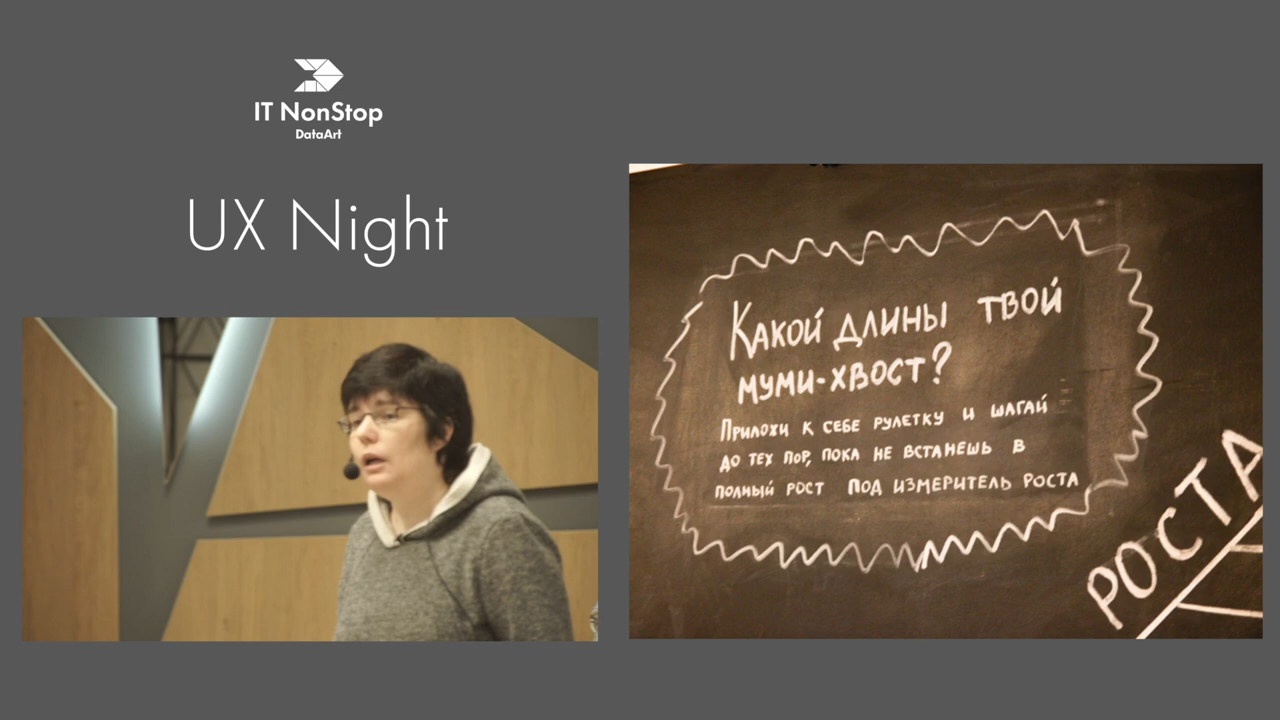 IT NonStop
DataArt
UX Night
Какой длины твой
муми-хвост?
Приложи к себе рулетку и шагай
до тех пор, пока не встанешь в
полный рост под измеритель роста
РОСТА